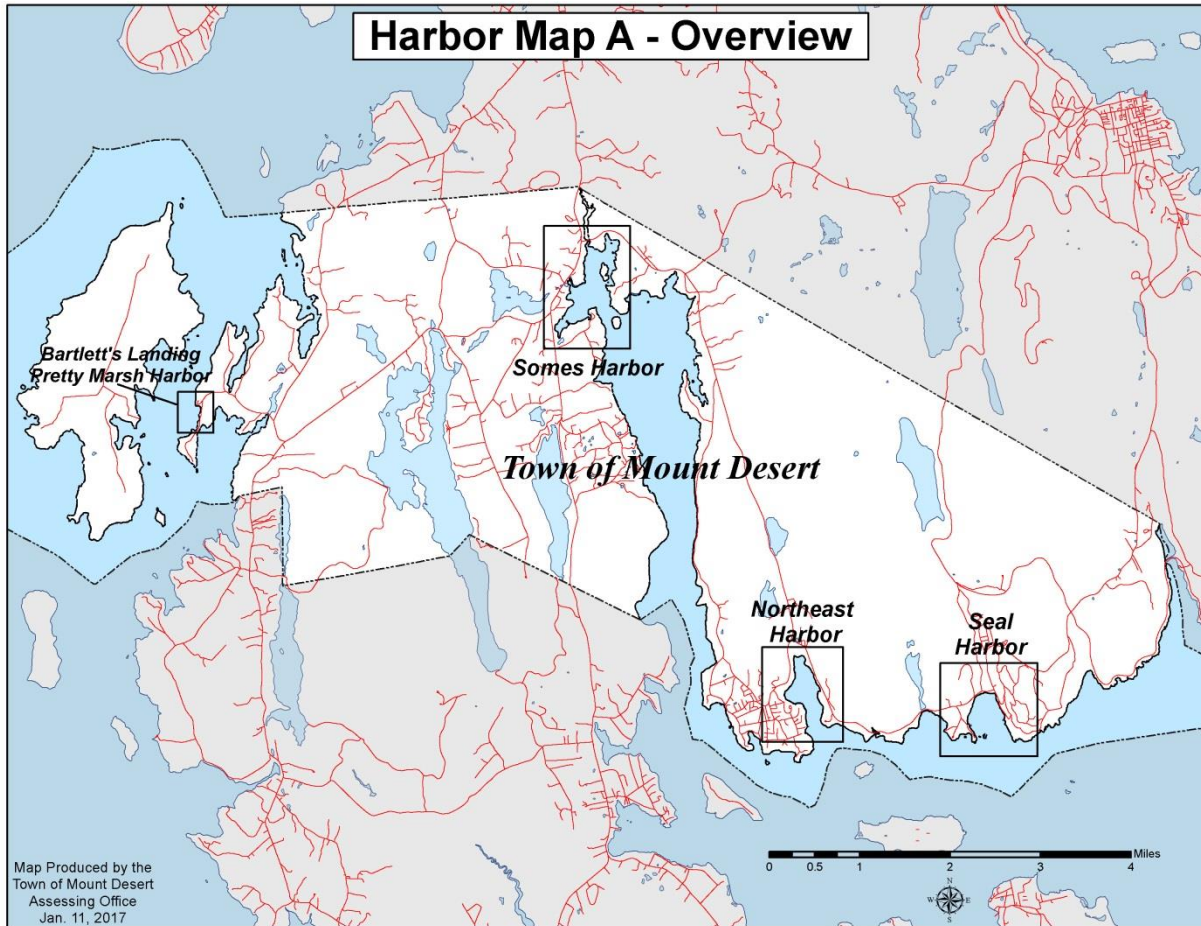 Harbor Map A - Overview
Bartlett's Landing
Pretty Marsh Harbor
Somes Harbor
Town of Mount Desert
Northeast
Harbor
Seal
Harbor
Miles
0 0.5 1 2 3 4
N
W E
S
Map Produced by the
Town of Mount Desert
Assessing Office
Jan. 11, 2017